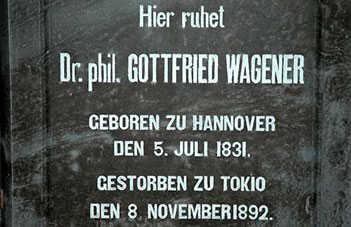 Hier ruhet
Dr. phil. GOTTFRIED WAGENER
GEBOREN ZU HANNOVER
DEN 5. JULI 1831.
GESTORBEN ZU TOKIO
DEN 8 NOVEMBER 1892.